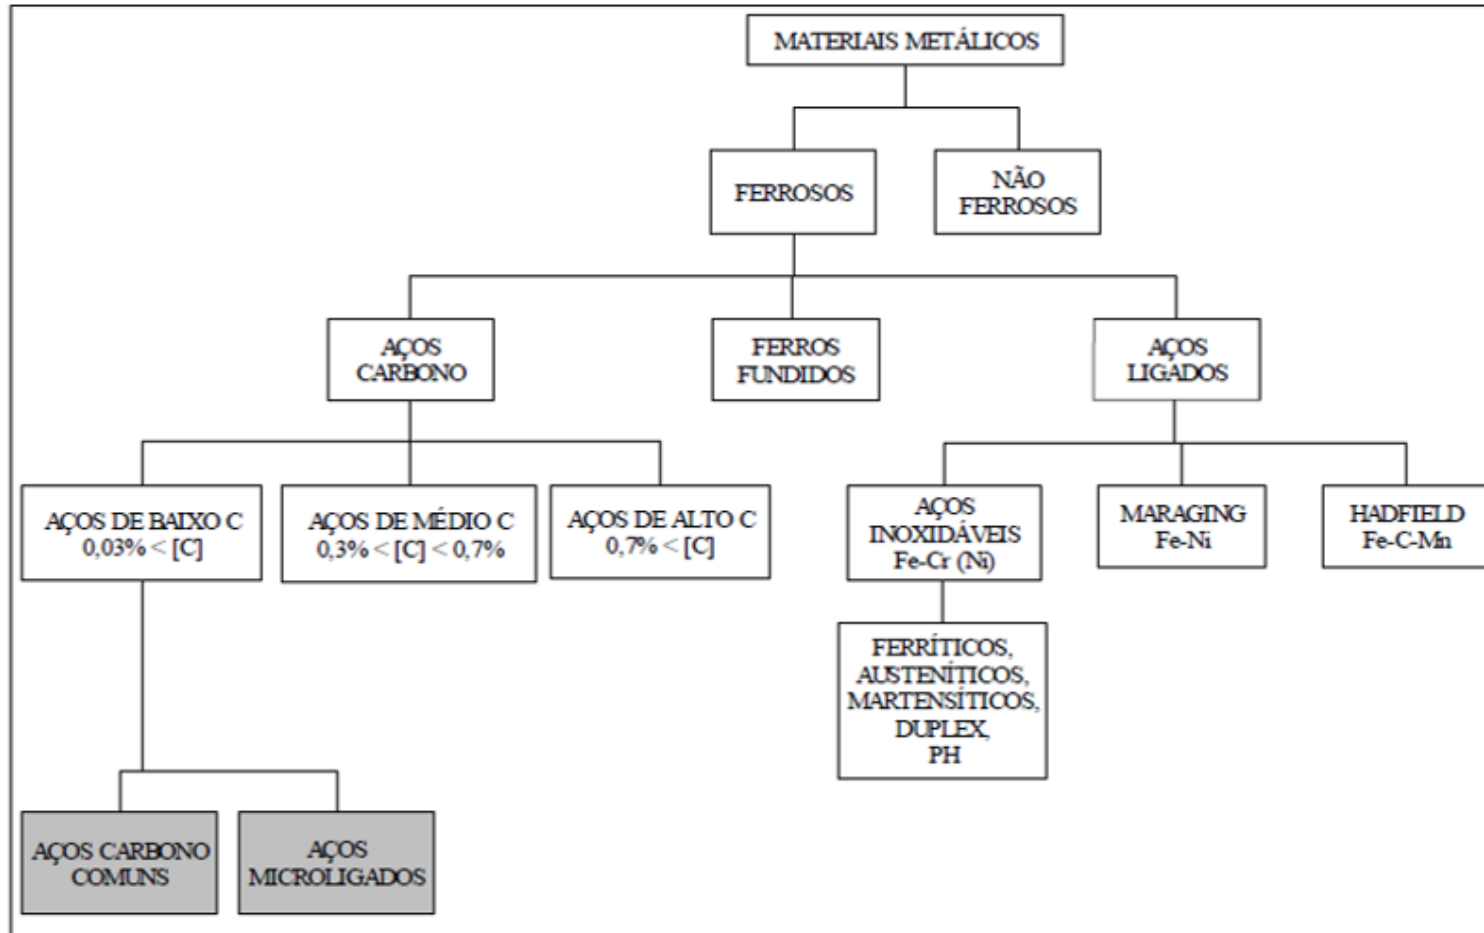 MATERIAIS METÁLICOS
FERROSOS
NÃO
FERROSOS
AÇOS
CARBONO
FERROS
FUNDIDOS
AÇOS
LIGADOS
AÇOS DE BAIXO C
0,03% < [C]
AÇOS DE MÉDIO C
0,3% < [C] < 0,7%
AÇOS DE ALTO C
0,7% < [C]
AÇOS
INOXIDÁVEIS
Fe-Cr (Ni)
MARAGING
Fe-Ni
HADFIELD
Fe-C-Mn
FERRÍTICOS,
AUSTENÍTICOS,
MARTENSÍTICOS,
DUPLEX,
PH
AÇOS CARBONO
COMUNS
AÇOS
MICROLIGADOS